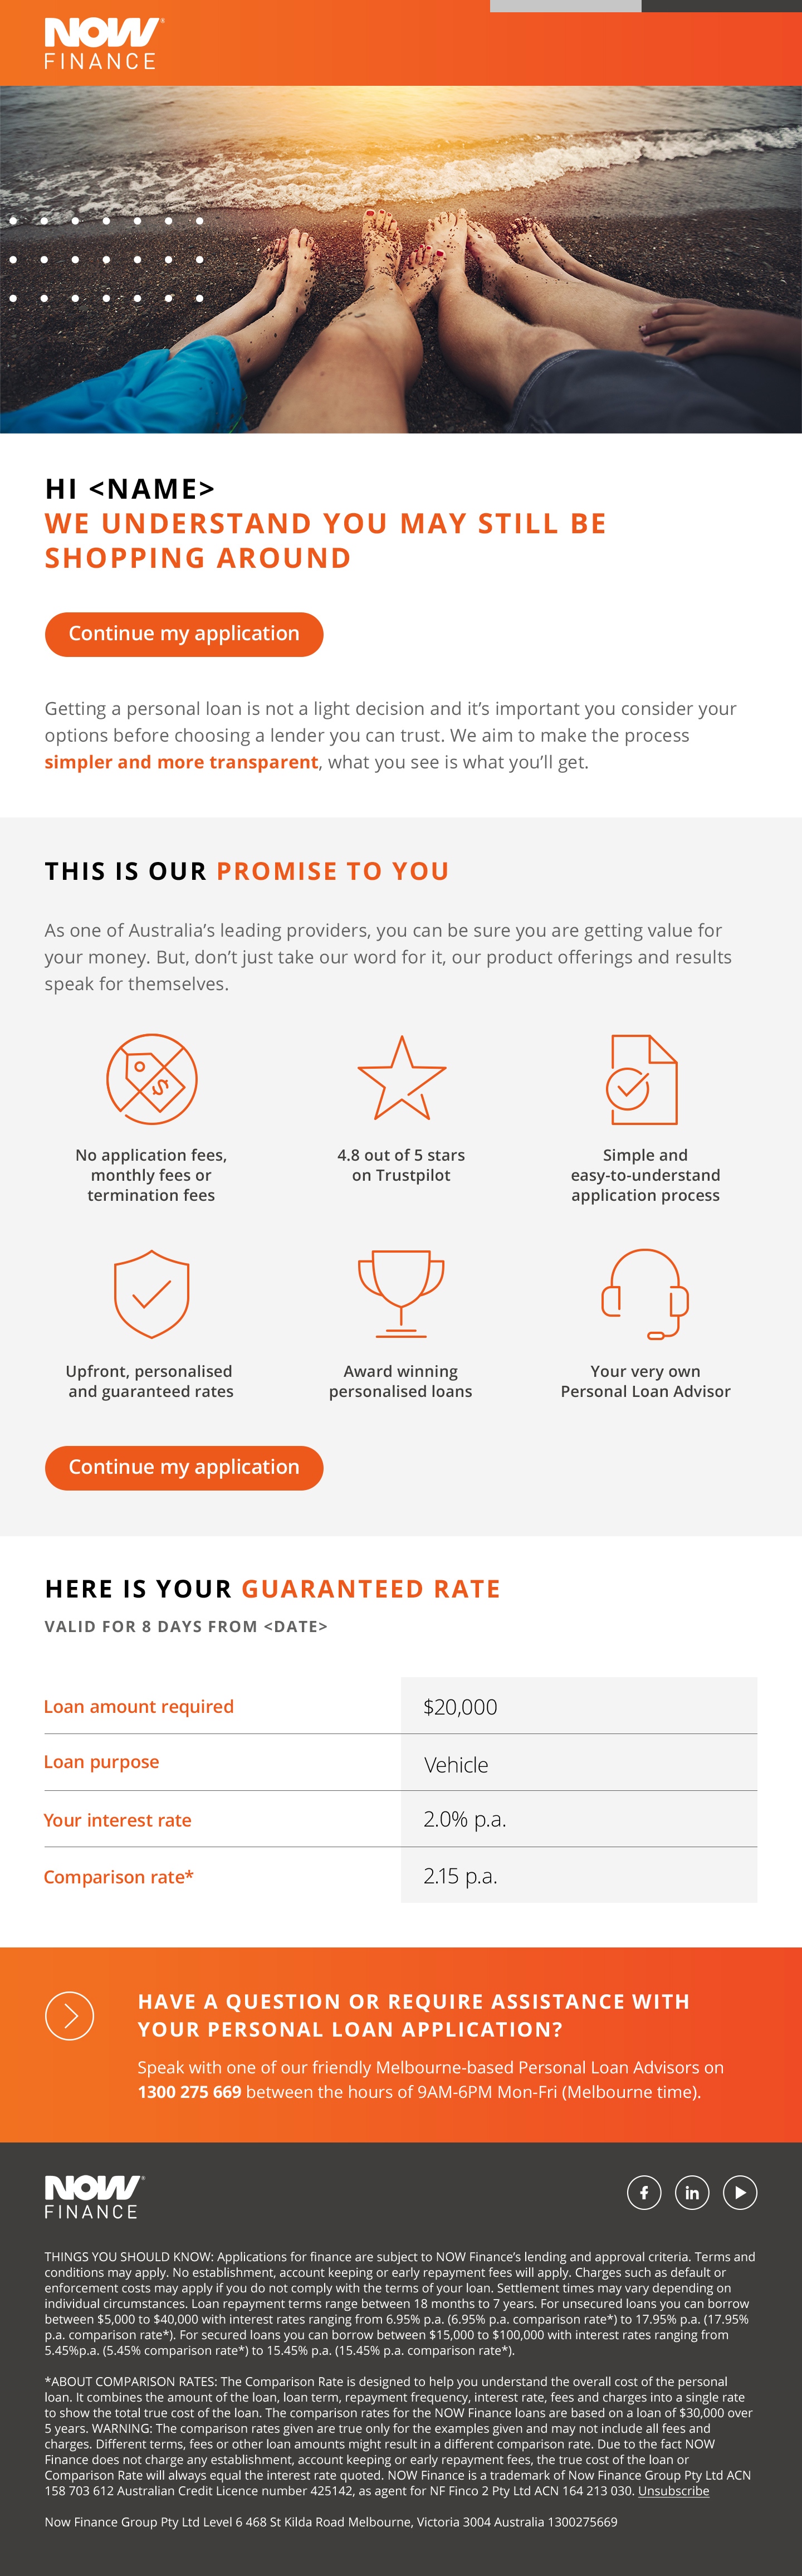 NOW®
FINANCE
HI <NAME>
WE UNDERSTAND YOU MAY STILL BE
SHOPPING AROUND
Continue my application
Getting a personal loan is not a light decision and it’s important you consider your
options before choosing a lender you can trust. We aim to make the process
simpler and more transparent, what you see is what you’ll get.
THIS IS OUR PROMISE TO YOU
As one of Australia’s leading providers, you can be sure you are getting value for
your money. But, don’t just take our word for it, our product offerings and results
speak for themselves.
$
No application fees,
monthly fees or
termination fees
4.8 out of 5 stars
on Trustpilot
Simple and
easy-to-understand
application process
Upfront, personalised
and guaranteed rates
Award winning
personalised loans
Your very own
Personal Loan Advisor
Continue my application
HERE IS YOUR GUARANTEED RATE
VALID FOR 8 DAYS FROM <DATE>
Loan amount required $20,000
Loan purpose Vehicle
Your interest rate 2.0% p.a.
Comparison rate* 2.15 p.a.
HAVE A QUESTION OR REQUIRE ASSISTANCE WITH
YOUR PERSONAL LOAN APPLICATION?
Speak with one of our friendly Melbourne-based Personal Loan Advisors on
1300 275 669 between the hours of 9AM-6PM Mon-Fri (Melbourne time).
NOW®
FINANCE
f in
THINGS YOU SHOULD KNOW: Applications for finance are subject to NOW Finance’s lending and approval criteria. Terms and
conditions may apply. No establishment, account keeping or early repayment fees will apply. Charges such as default or
enforcement costs may apply if you do not comply with the terms of your loan. Settlement times may vary depending on
individual circumstances. Loan repayment terms range between 18 months to 7 years. For unsecured loans you can borrow
between $5,000 to $40,000 with interest rates ranging from 6.95% p.a. (6.95% p.a. comparison rate*) to 17.95% p.a. (17.95%
p.a. comparison rate*). For secured loans you can borrow between $15,000 to $100,000 with interest rates ranging from
5.45%p.a. (5.45% comparison rate*) to 15.45% p.a. (15.45% p.a. comparison rate*).
*ABOUT COMPARISON RATES: The Comparison Rate is designed to help you understand the overall cost of the personal
loan. It combines the amount of the loan, loan term, repayment frequency, interest rate, fees and charges into a single rate
to show the total true cost of the loan. The comparison rates for the NOW Finance loans are based on a loan of $30,000 over
5 years. WARNING: The comparison rates given are true only for the examples given and may not include all fees and
charges. Different terms, fees or other loan amounts might result in a different comparison rate. Due to the fact NOW
Finance does not charge any establishment, account keeping or early repayment fees, the true cost of the loan or
Comparison Rate will always equal the interest rate quoted. NOW Finance is a trademark of Now Finance Group Pty Ltd ACN
158 703 612 Australian Credit Licence number 425142, as agent for NF Finco 2 Pty Ltd ACN 164 213 030. Unsubscribe
Now Finance Group Pty Ltd Level 6 468 St Kilda Road Melbourne, Victoria 3004 Australia 1300275669